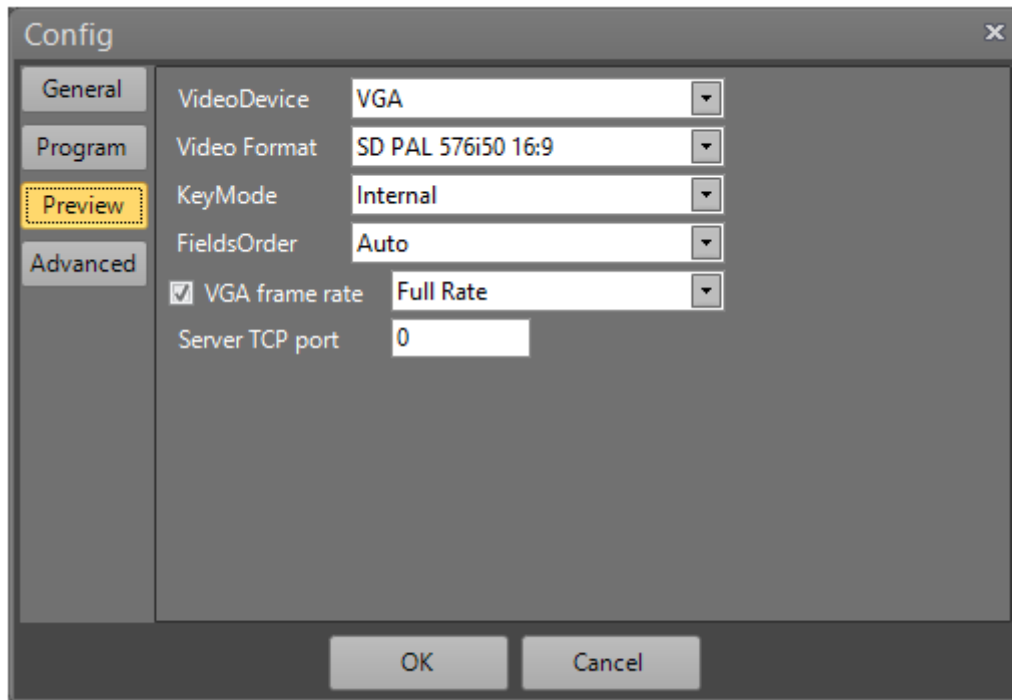 Config
General
Program
Preview
Advanced
VideoDevice VGA
Video Format SD PAL 576i50 16:9
KeyMode Internal
FieldsOrder Auto
VGA frame rate Full Rate
Server TCP port 0
OK Cancel